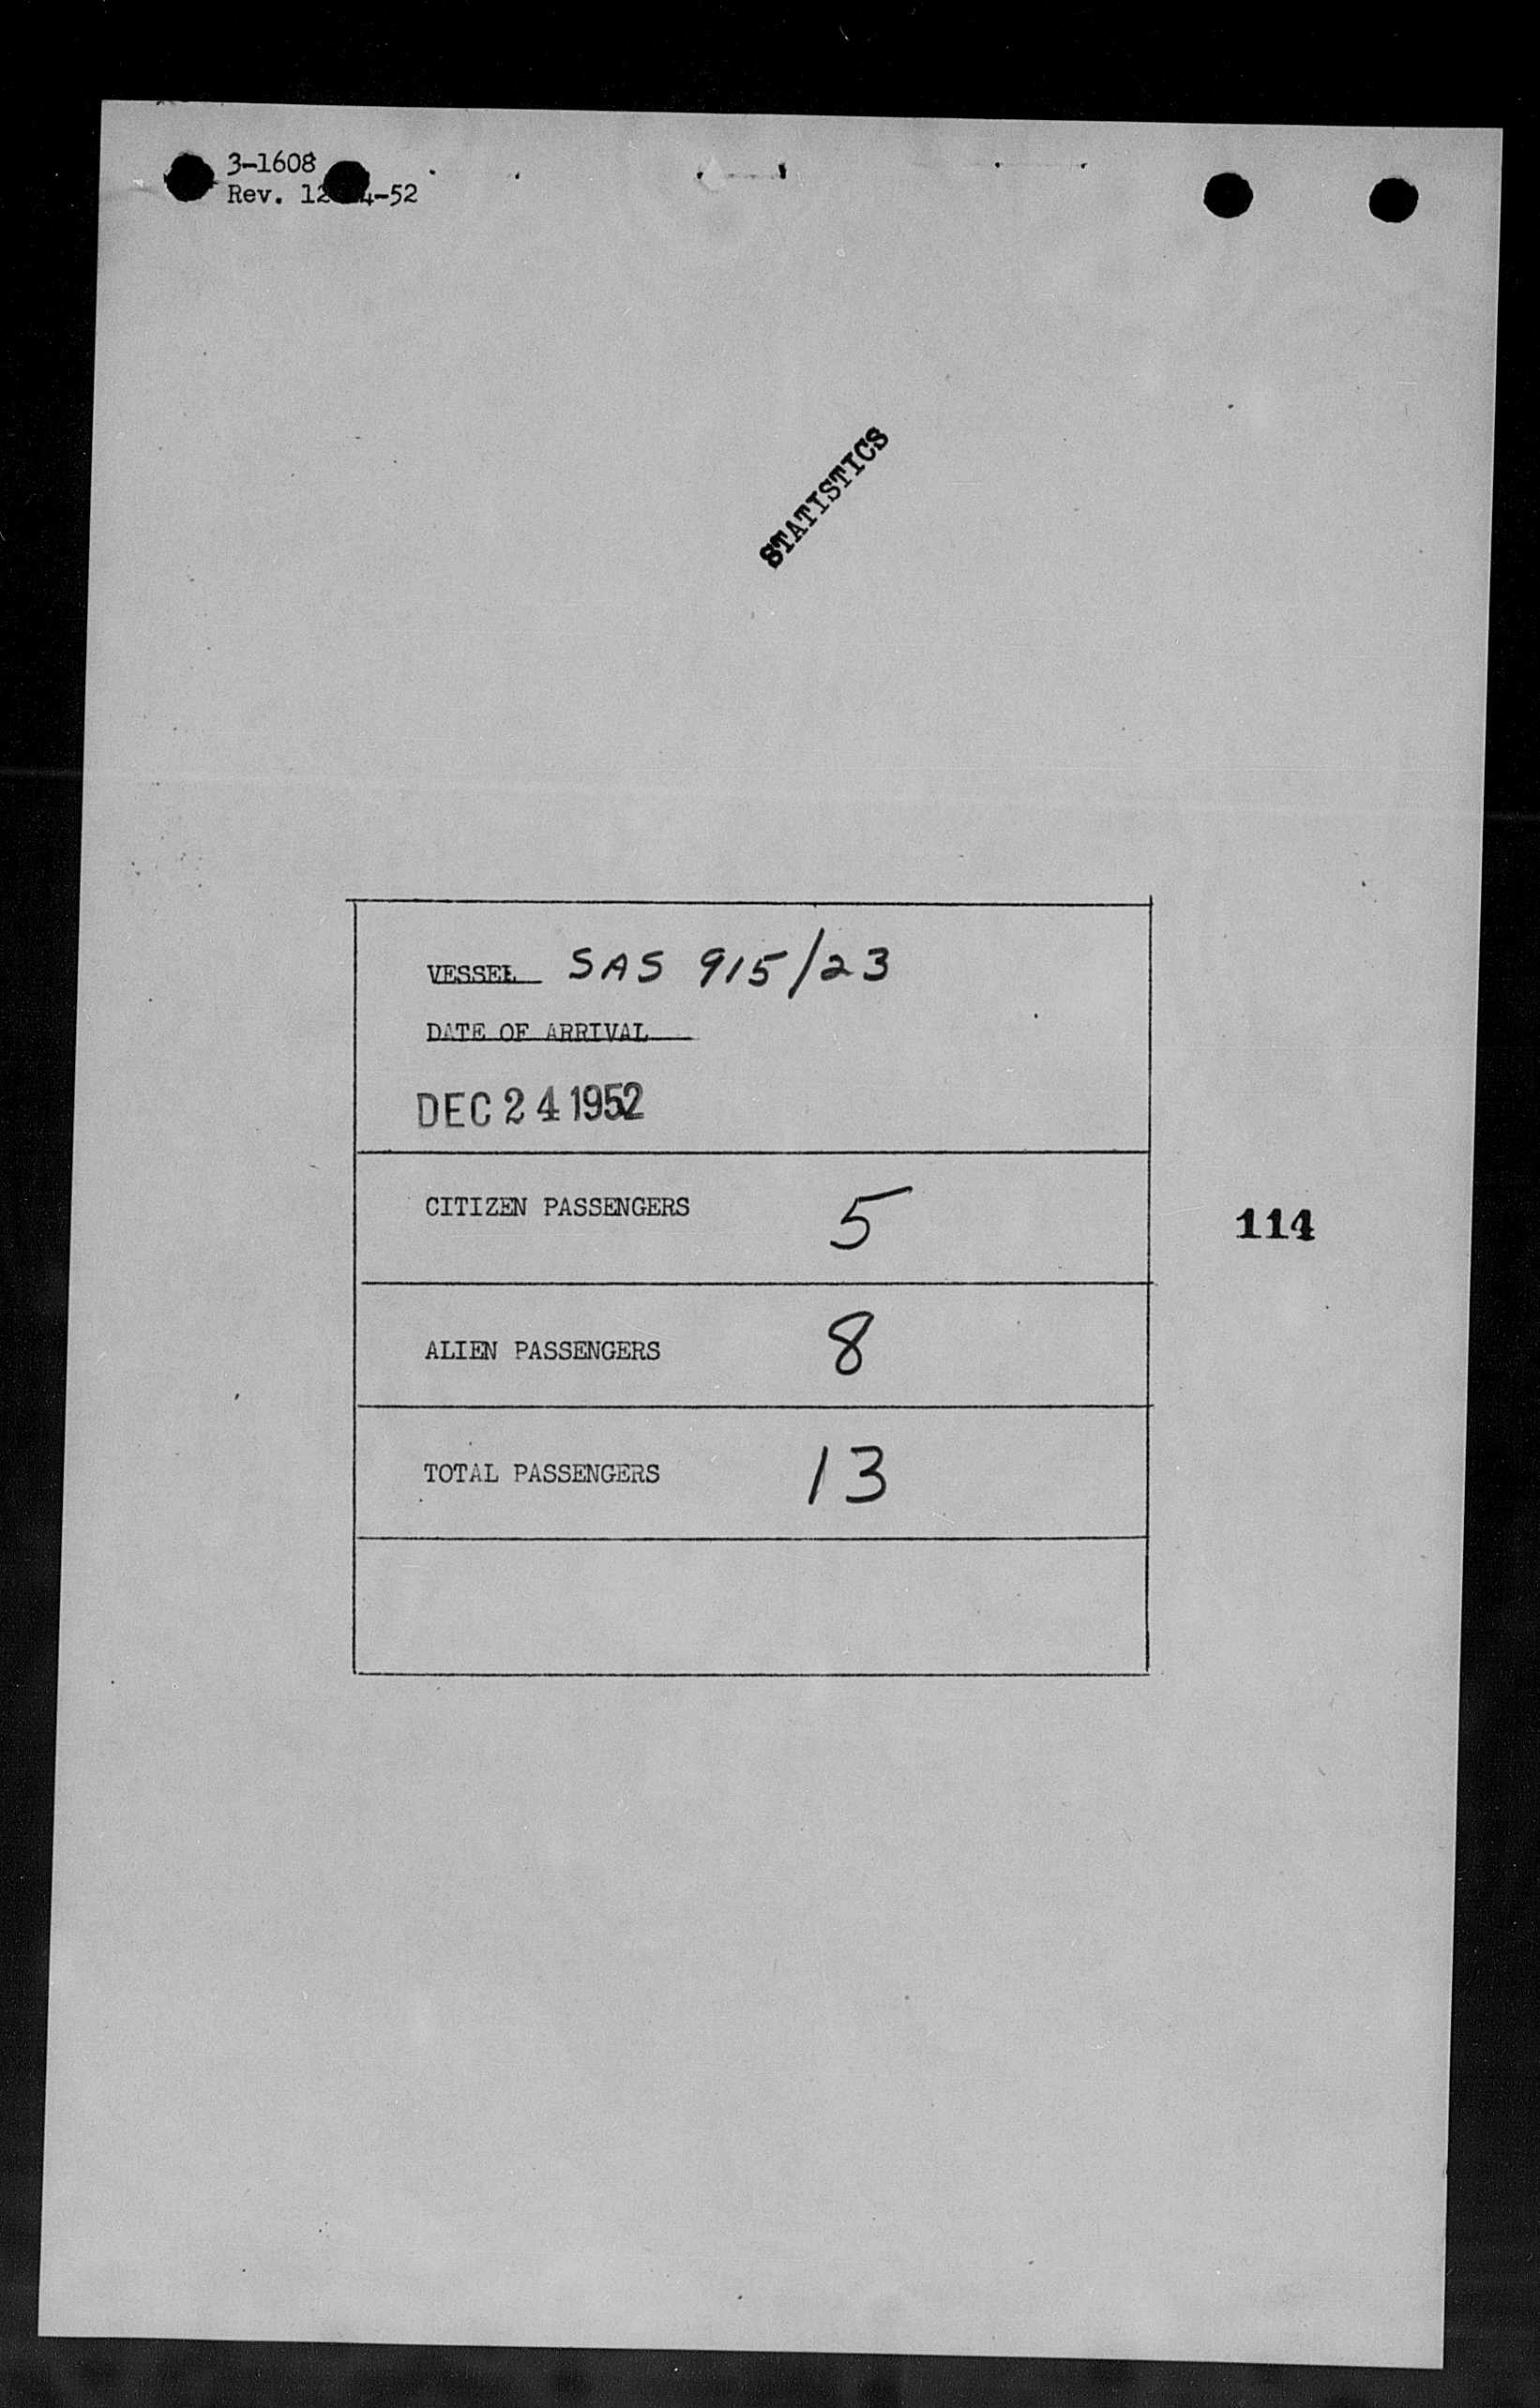 3-1608
Rev. 12 4-52
STATISTICS
VESSEL SAS 915/23
DATE OF ARRIVAL
DEC 24 1952
CITIZEN PASSENGERS 5
114
ALIEN PASSENGERS 8
TOTAL PASSENGERS 13